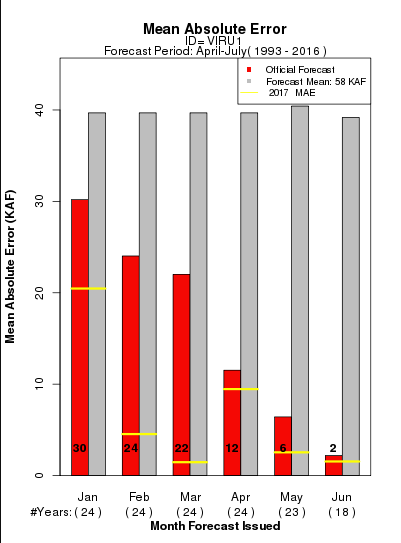 Mean Absolute Error
ID= VIRU1
Forecast Period: April-July( 1993 - 2016 )
Official Forecast
Forecast Mean: 58 KAF
2017 MAE
Mean Absolute Error (KAF)
40
30
20
10
0
30 24 22 12 6 2
Jan Feb Mar Apr May Jun
#Years: ( 24 ) ( 24 ) ( 24 ) ( 24 ) ( 23 ) ( 18 )
Month Forecast Issued